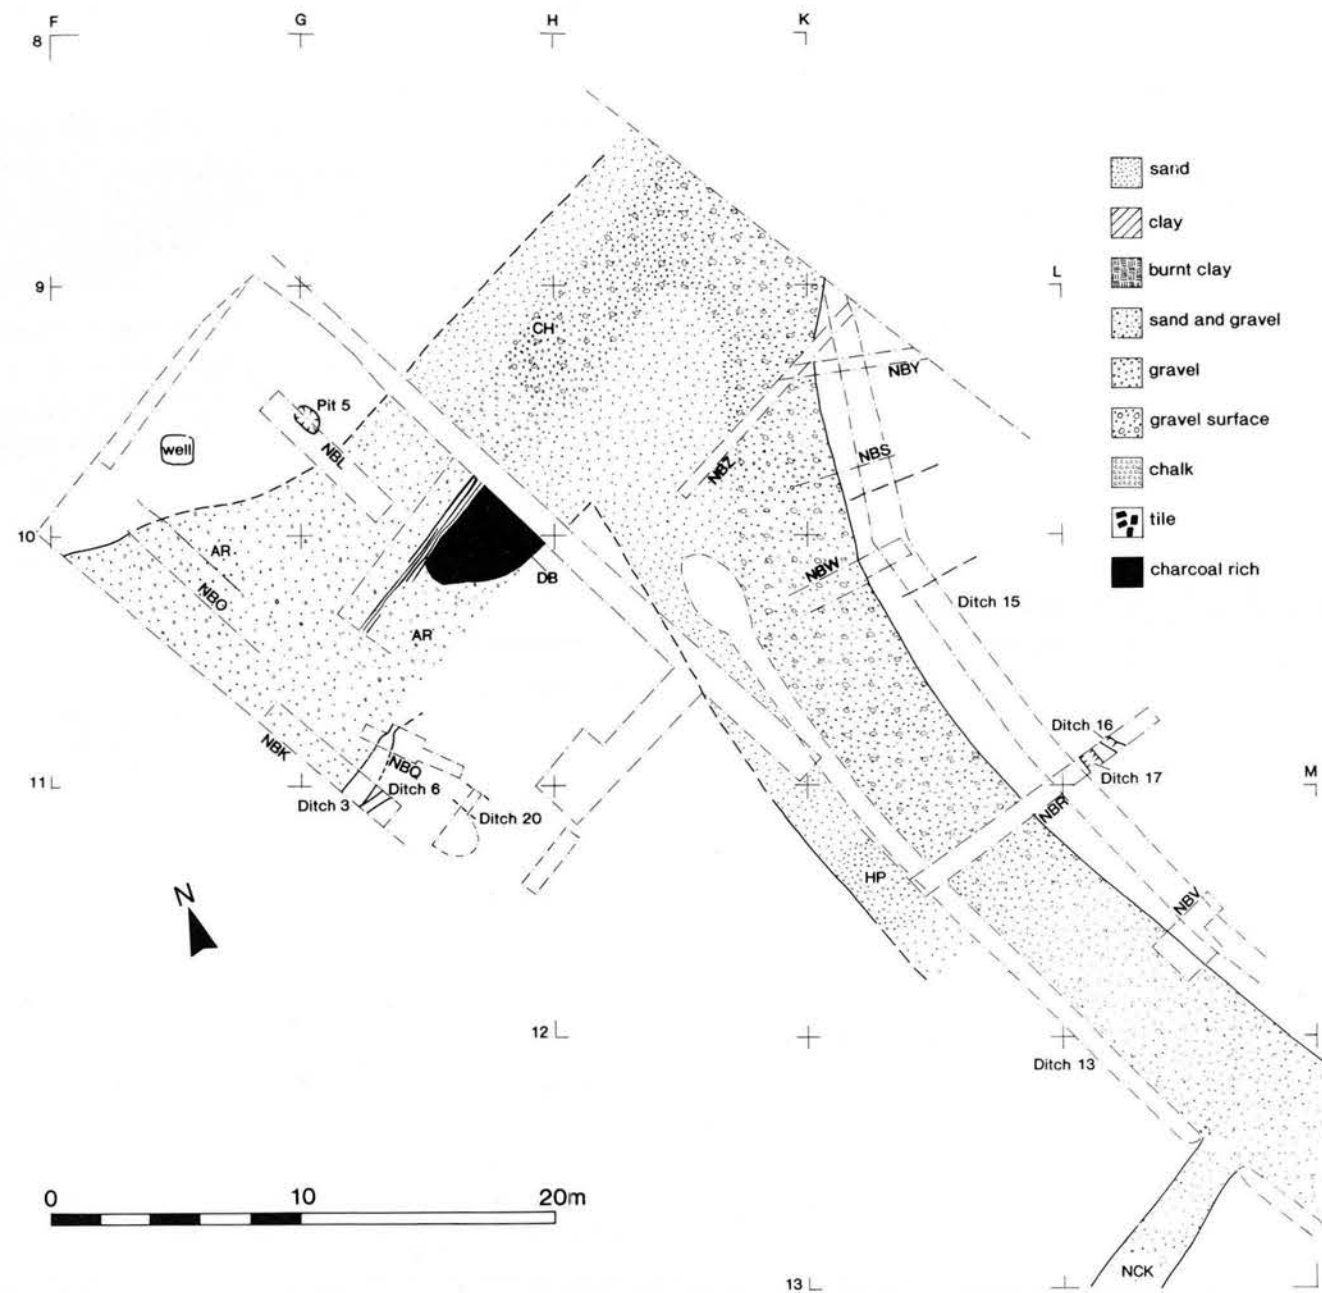 F G H K
8
sand
clay
burnt clay
sand and gravel
gravel
gravel surface
chalk
tile
charcoal rich
9
L
CH
NBY
Pit 5
well
NBL
NBZ
NBS
10
AR
NBO
DB
NBW
Ditch 15
AR
NBK
NBQ
Ditch 16
11
Ditch 3
Ditch 6
Ditch 20
Ditch 17
M
NBR
HP
N
NBV
12
Ditch 13
0 10 20m
NCK
13